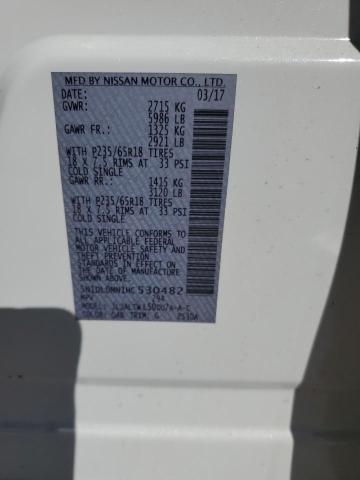 MFD BY NISSAN MOTOR CO., LTD.
DATE: 03/17
GVWR: 2715 KG
5986 LB
GAWR FR.: 1325 KG
2921 LB
WITH P235/65R18 TIRES
18 X 7.5 RIMS AT 33 PSI
COLD SINGLE
GAWR RR.: 1415 KG
3120 LB
WITH P235/65R18 TIRES
18 X 7.5 RIMS AT 33 PSI
COLD SINGLE
THIS VEHICLE CONFORMS TO
ALL APPLICABLE FEDERAL
MOTOR VEHICLE SAFETY AND
THEFT PREVENTION
STANDARDS IN EFFECT ON THE
DATE OF MANUFACTURE
SHOWN ABOVE.
530482
MPV
MODEL:
COLOR: QAB TRIM: G